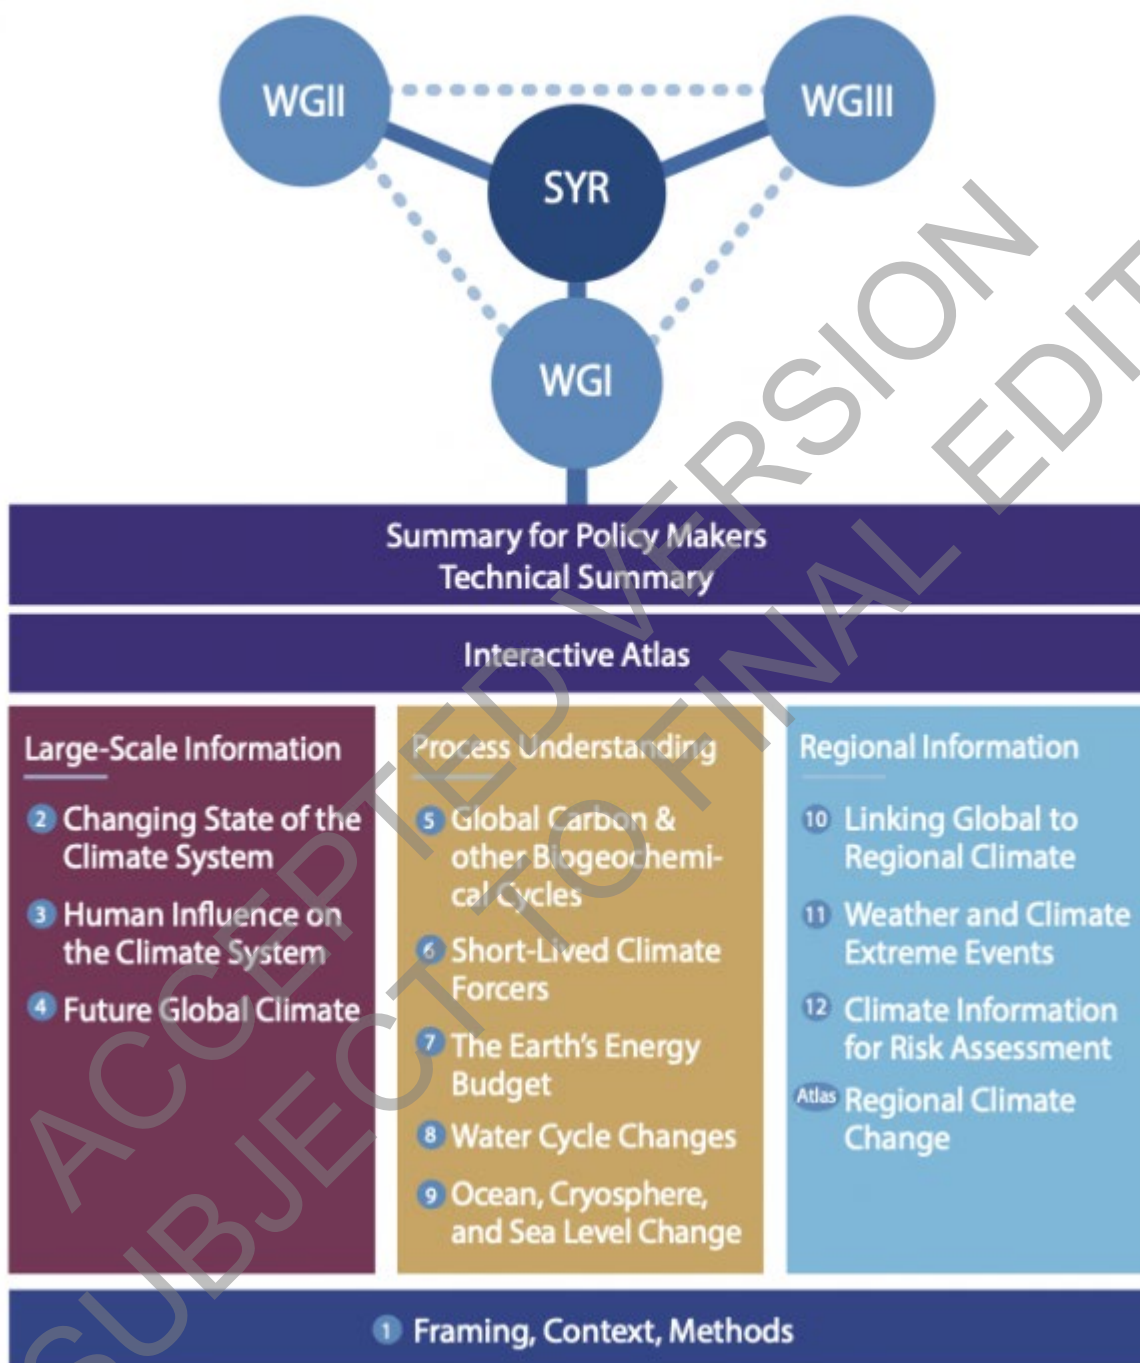 WGII
WGIII
SYR
WGI
Summary for Policy Makers
Technical Summary
Interactive Atlas
Large-Scale Information
2 Changing State of the
Climate System
3 Human Influence on
the Climate System
4 Future Global Climate
Process Understanding
5 Global Carbon &
other Biogeochemi-
cal Cycles
6 Short-Lived Climate
Forcers
7 The Earth's Energy
Budget
8 Water Cycle Changes
9 Ocean, Cryosphere,
and Sea Level Change
Regional Information
10 Linking Global to
Regional Climate
11 Weather and Climate
Extreme Events
12 Climate Information
for Risk Assessment
Atlas Regional Climate
Change
1 Framing, Context, Methods
ACCEPTED VERSION
SUBJECT TO FINAL EDIT